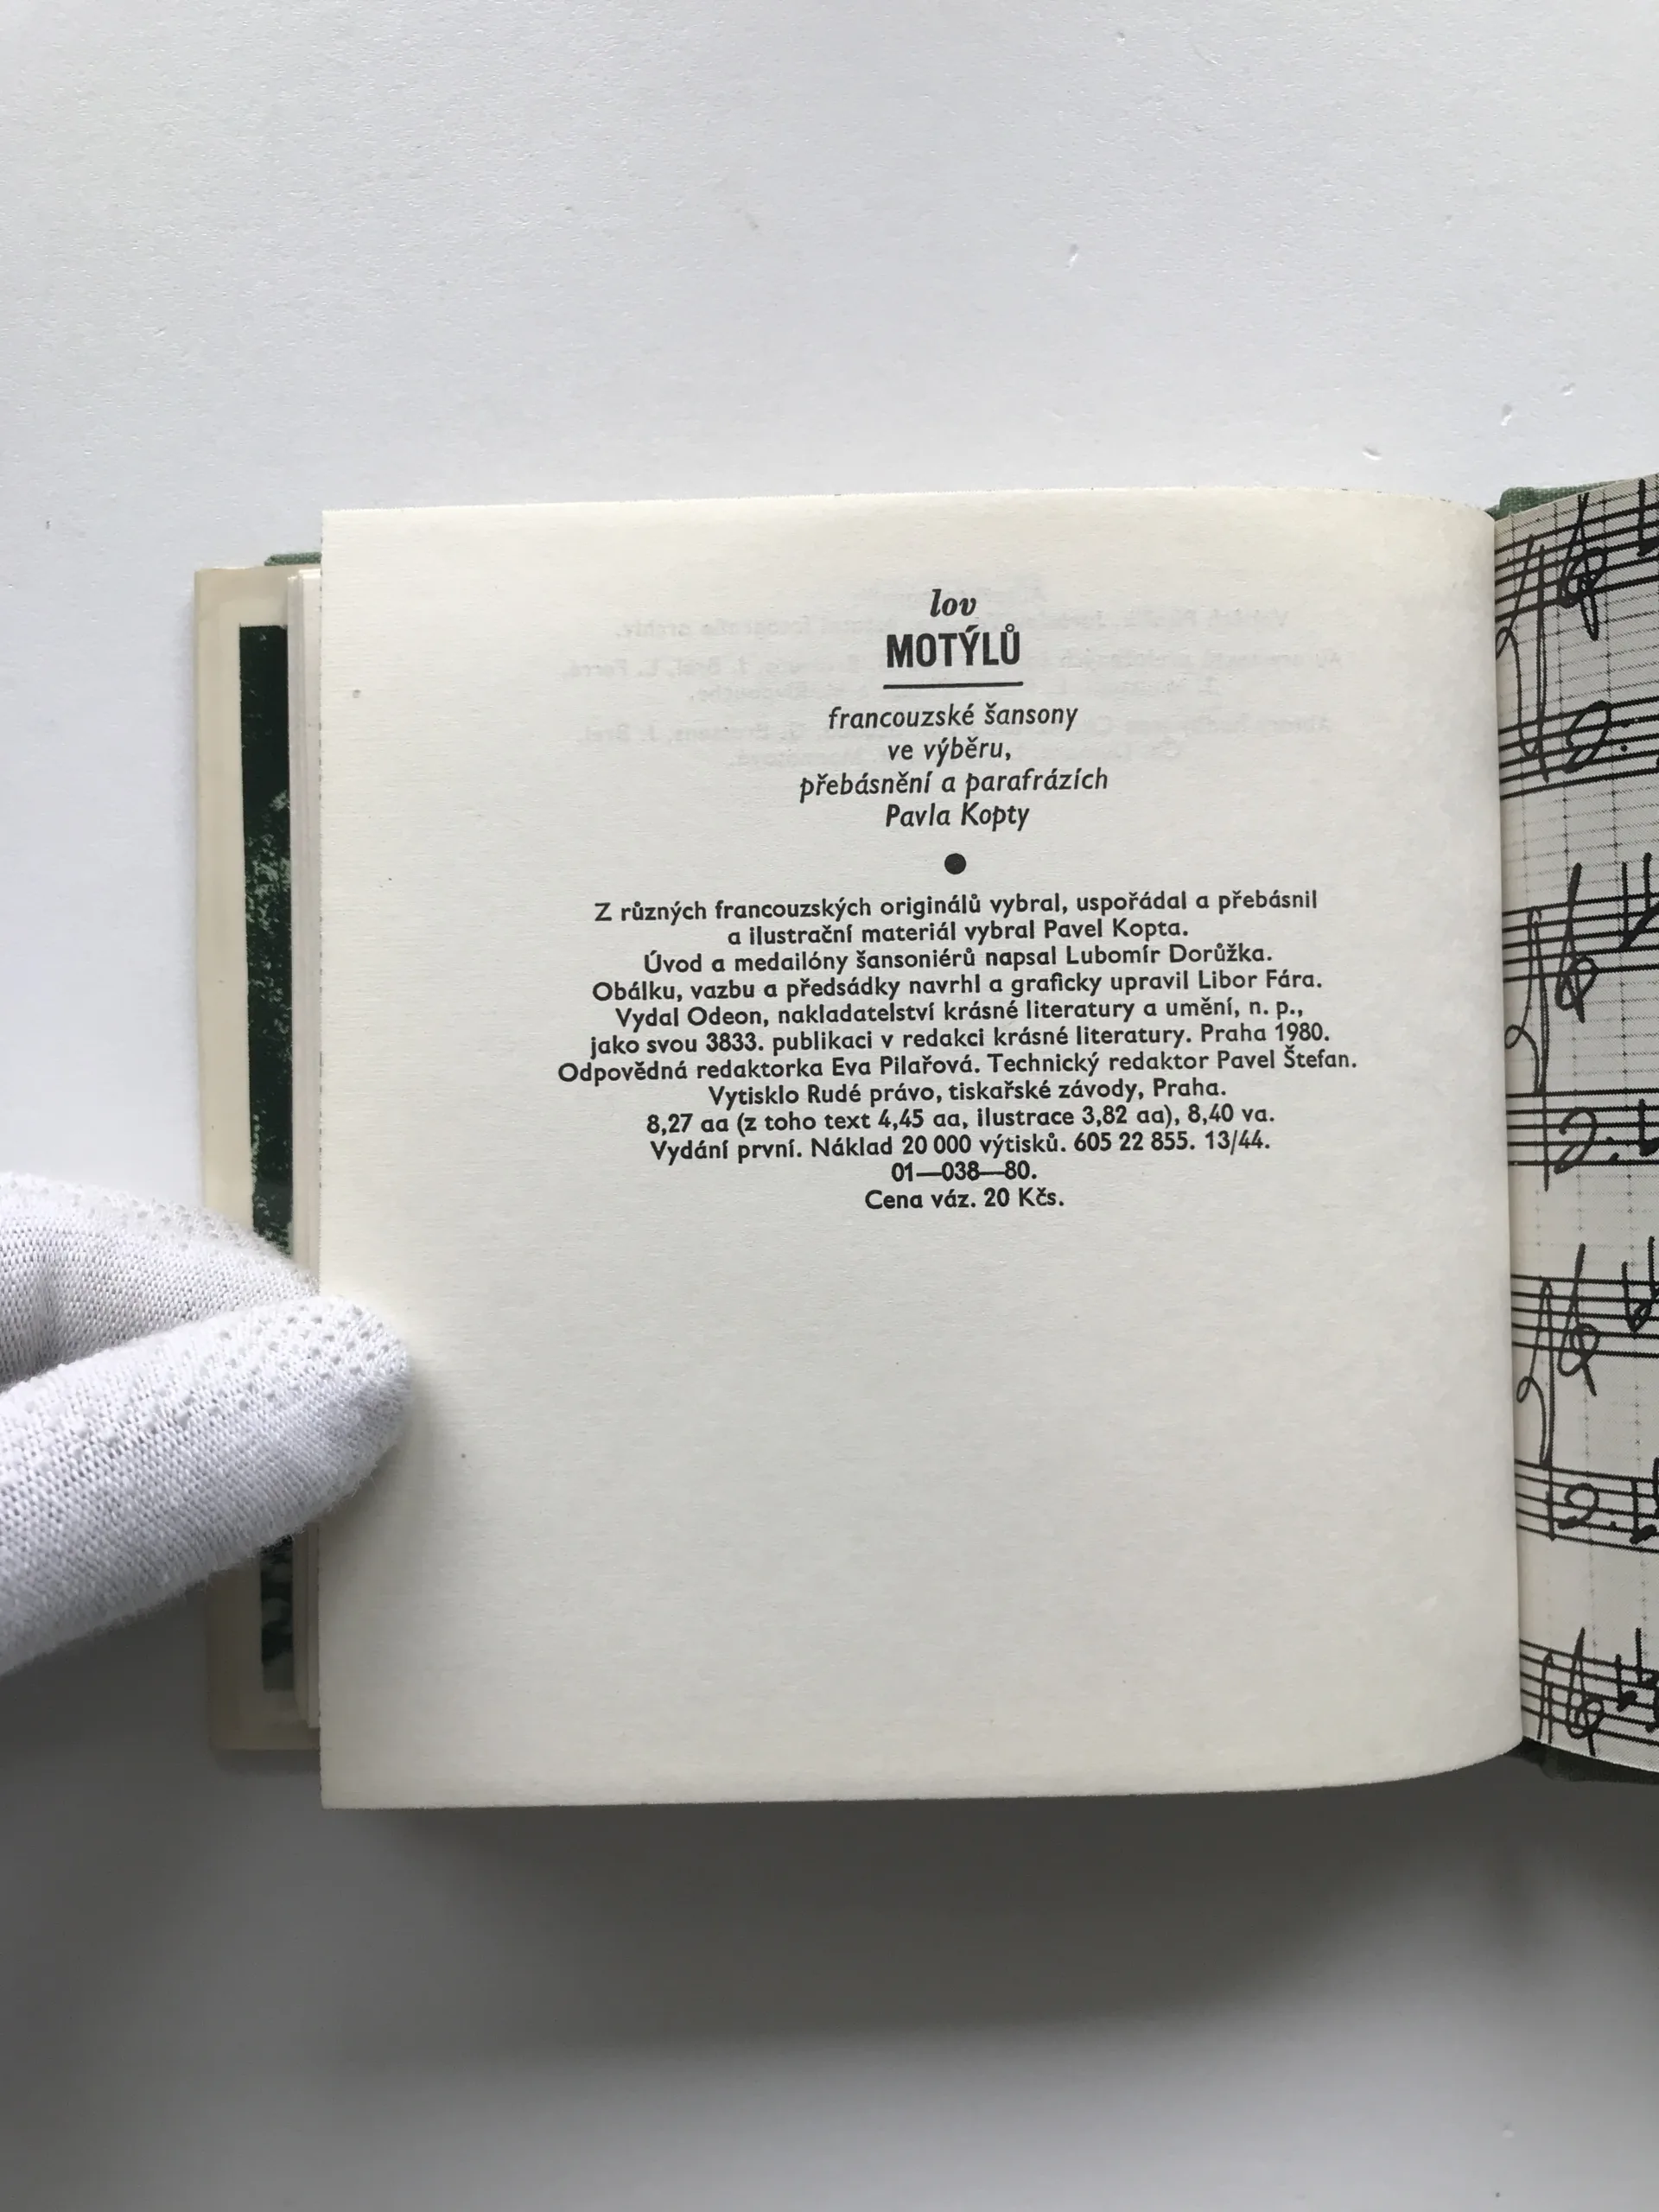 lov
MOTÝLŮ
francouzské šansony
ve výběru,
přebásnění a parafrázích
Pavla Kopty
Z různých francouzských originálů vybral, uspořádal a přebásnil
a ilustrační materiál vybral Pavel Kopta.
Úvod a medailóny šansoniérů napsal Lubomír Dorůžka.
Obálku, vazbu a předsádky navrhl a graficky upravil Libor Fára.
Vydal Odeon, nakladatelství krásné literatury a umění, n. p.,
jako svou 3833. publikaci v redakci krásné literatury. Praha 1980.
Odpovědná redaktorka Eva Pilařová. Technický redaktor Pavel Štefan.
Vytisklo Rudé právo, tiskařské závody, Praha.
8,27 aa (z toho text 4,45 aa, ilustrace 3,82 aa), 8,40 va.
Vydání první. Náklad 20 000 výtisků. 605 22 855. 13/44.
01—038—80.
Cena váz. 20 Kčs.